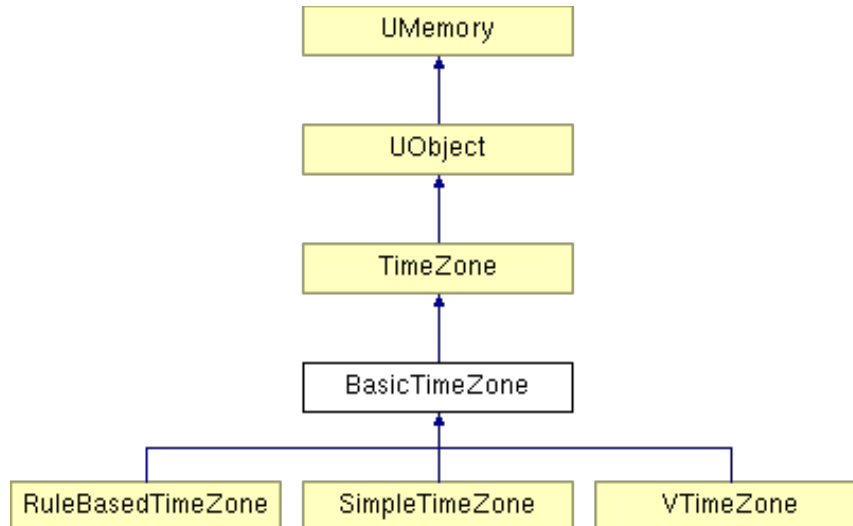 UMemory
UObject
TimeZone
BasicTimeZone
RuleBasedTimeZone
SimpleTimeZone
VTimeZone